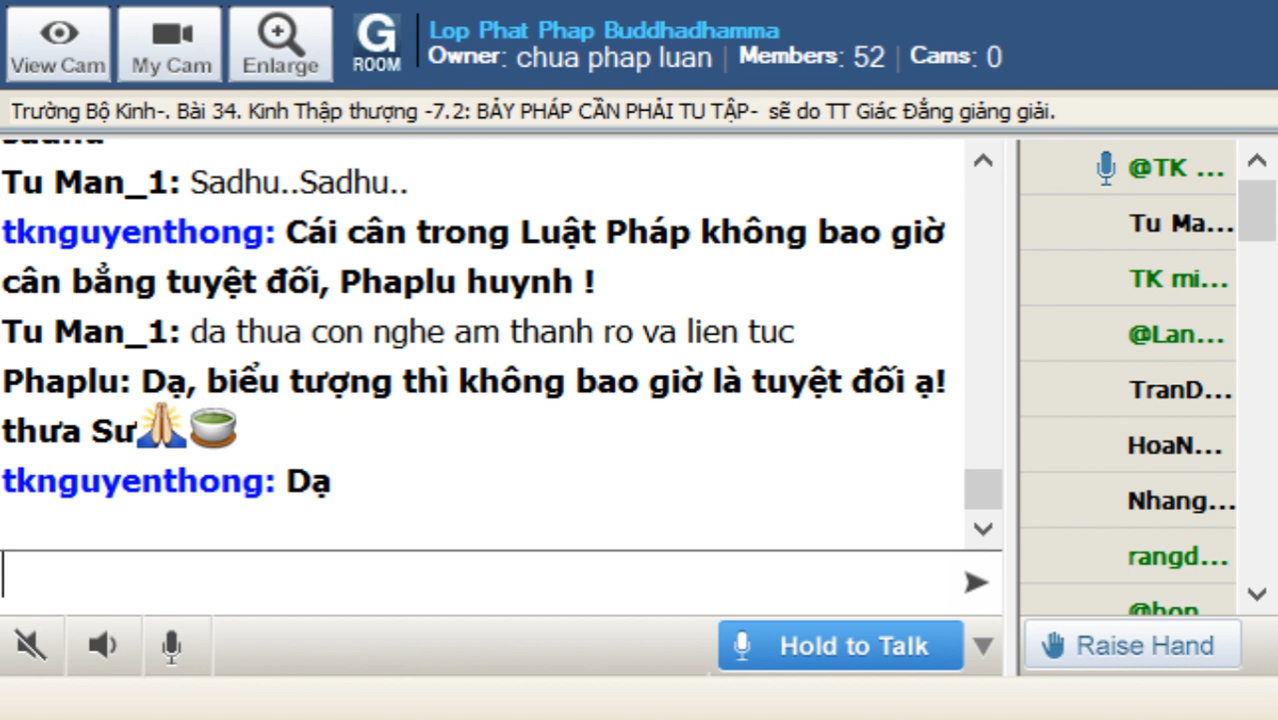 View Cam
My Cam
Enlarge
G
ROOM
Lop Phat Phap Buddhadhamma
Owner: chua phap luan | Members: 52 | Cams: 0
Trường Bộ Kinh-. Bài 34. Kinh Thập thượng -7.2: BẢY PHÁP CẦN PHẢI TU TẬP- sẽ do TT Giác Đẳng giảng giải.
Tu Man_1: Sadhu..Sadhu..
tknguyenthong: Cái cân trong Luật Pháp không bao giờ
cân bẳng tuyệt đối, Phaplu huynh !
Tu Man_1: da thua con nghe am thanh ro va lien tuc
Phaplu: Dạ, biểu tượng thì không bao giờ là tuyệt đối ạ!
thưa Sư
tknguyenthong: Dạ
@TK ...
Tu Ma...
TK mi...
@Lan...
TranD...
HoaN...
Nhang...
rangd...
Hold to Talk
Raise Hand